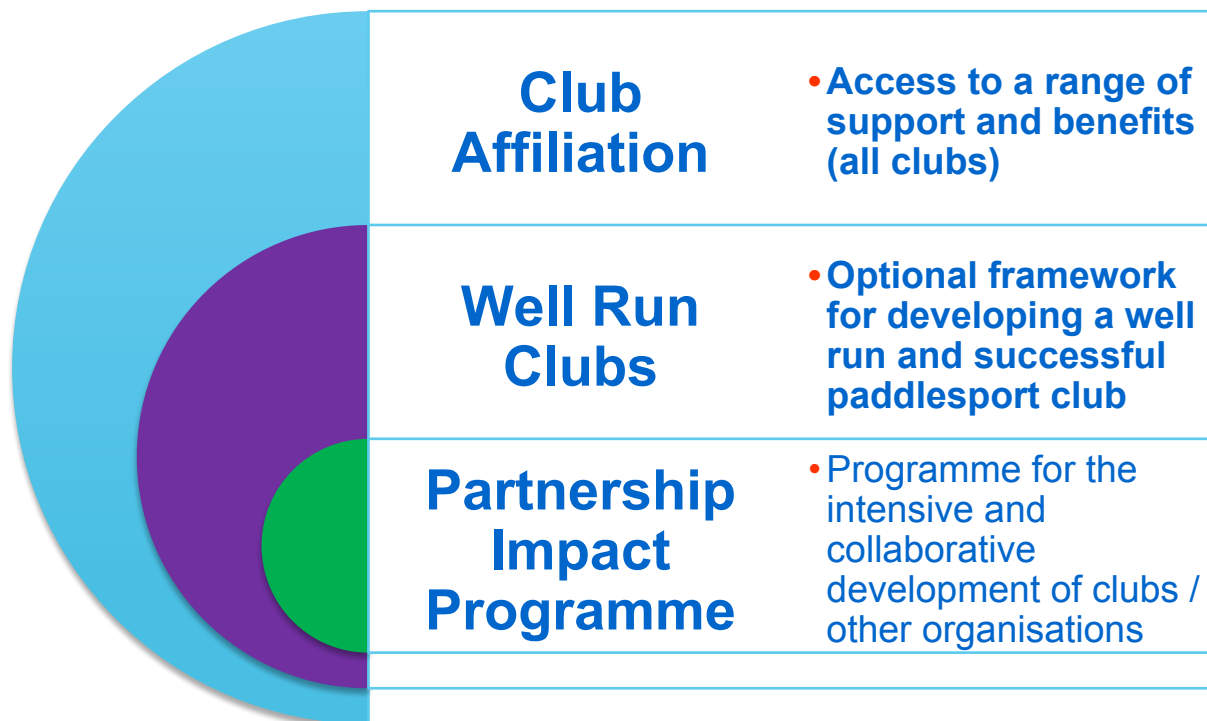 Club
Affiliation
•Access to a range of
support and benefits
(all clubs)
Well Run
Clubs
•Optional framework
for developing a well
run and successful
paddlesport club
Partnership
Impact
Programme
•Programme for the
intensive and
collaborative
development of clubs /
other organisations